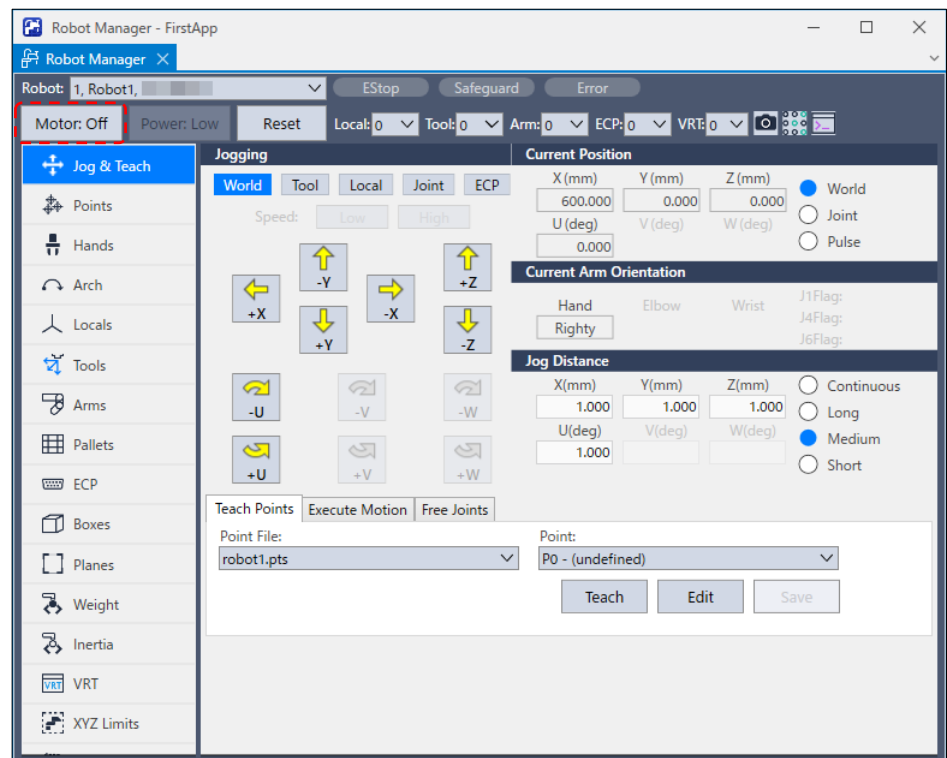 Robot Manager - FirstApp
Robot Manager
Robot: 1, Robot1, EStop Safeguard Error
Motor: Off Power: Low Reset Local: 0 Tool: 0 Arm: 0 ECP: 0 VRT: 0
Jog & Teach
Points
Hands
Arch
Locals
Tools
Arms
Pallets
ECP
Boxes
Planes
Weight
Inertia
VRT
VRT
XYZ Limits
Jogging
World Tool Local Joint ECP
Speed: Low High
-Y
+Z
+X
-X
+Y
-Z
-U -V -W
+U +V +W
Current Position
X (mm) Y (mm) Z (mm)
600.000 0.000 0.000
U (deg) V (deg) W (deg)
0.000
World
Joint
Pulse
Current Arm Orientation
Hand Elbow Wrist
Righty
J1Flag:
J4Flag:
J6Flag:
Jog Distance
X(mm) Y(mm) Z(mm)
1.000 1.000 1.000
U(deg) V(deg) W(deg)
1.000
Continuous
Long
Medium
Short
Teach Points Execute Motion Free Joints
Point File: Point:
robot1.pts P0 - (undefined)
Teach Edit Save